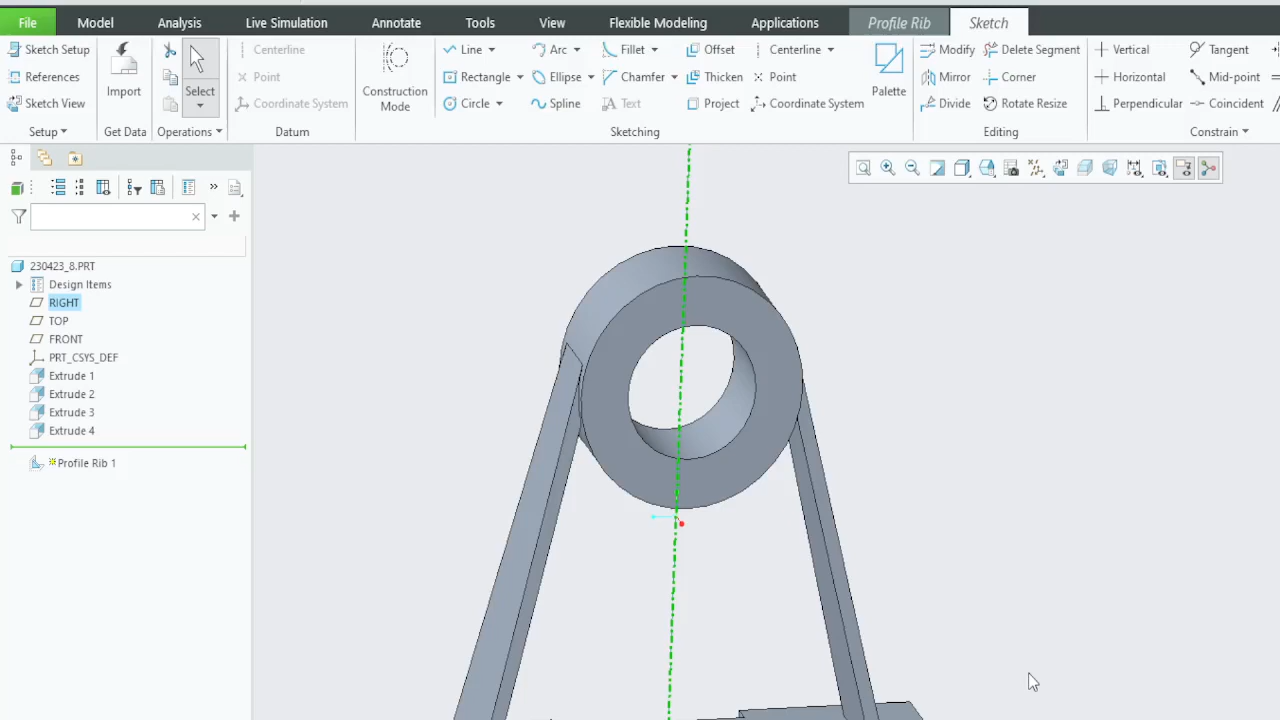 File Model Analysis Live Simulation Annotate Tools View Flexible Modeling Applications Profile Rib Sketch
Sketch Setup Import Select Centerline Construction Mode Line Arc Fillet Offset Centerline Palette Modify Delete Segment Vertical Tangent
References Point Rectangle Ellipse Chamfer Thicken Point Mirror Corner Horizontal Mid-point
Sketch View Coordinate System Circle Spline Text Project Coordinate System Divide Rotate Resize Perpendicular Coincident
Setup Get Data Operations Datum Sketching Editing Constrain
230423_8.PRT
Design Items
RIGHT
TOP
FRONT
PRT_CSYS_DEF
Extrude 1
Extrude 2
Extrude 3
Extrude 4
Profile Rib 1